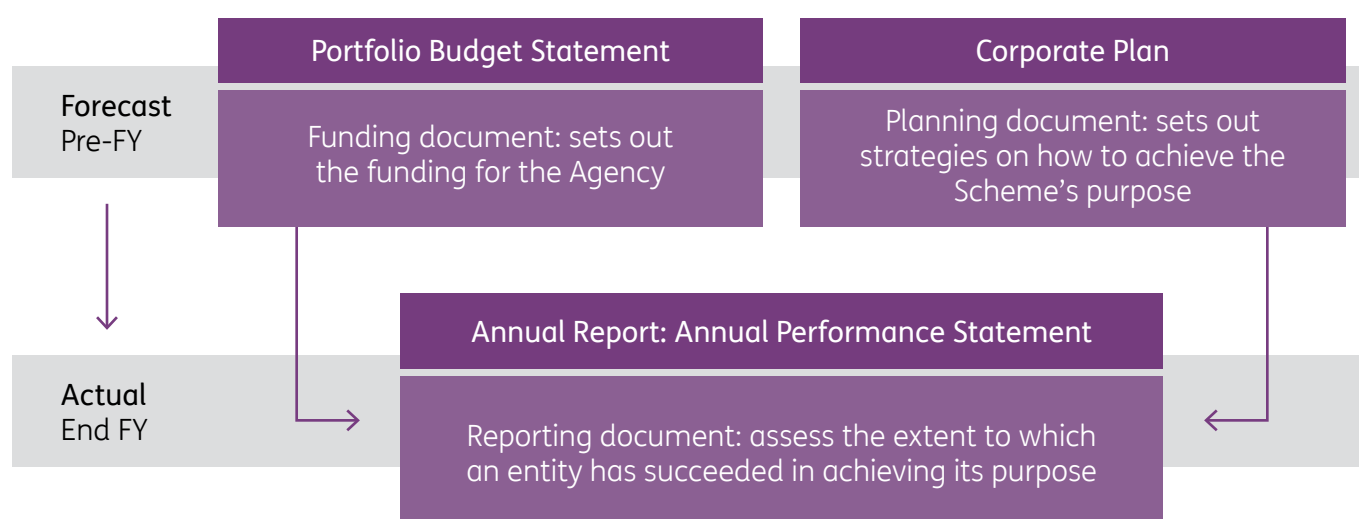 Portfolio Budget Statement
Corporate Plan
Forecast
Pre-FY
Funding document: sets out
the funding for the Agency
Planning document: sets out
strategies on how to achieve the
Scheme’s purpose
Annual Report: Annual Performance Statement
Actual
End FY
Reporting document: assess the extent to which
an entity has succeeded in achieving its purpose